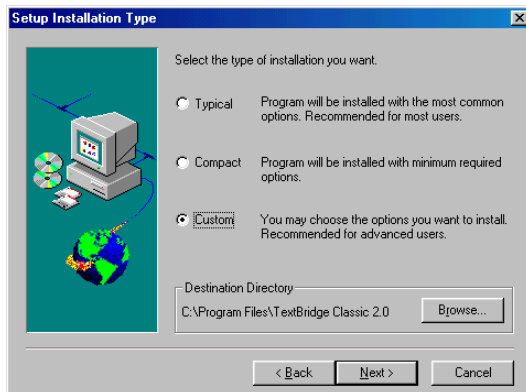 Setup Installation Type
Select the type of installation you want.
Typical Program will be installed with the most common
options. Recommended for most users.
Compact Program will be installed with minimum required
options.
Custom You may choose the options you want to install.
Recommended for advanced users.
Destination Directory
C:\Program Files\TextBridge Classic 2.0 Browse...
< Back Next > Cancel